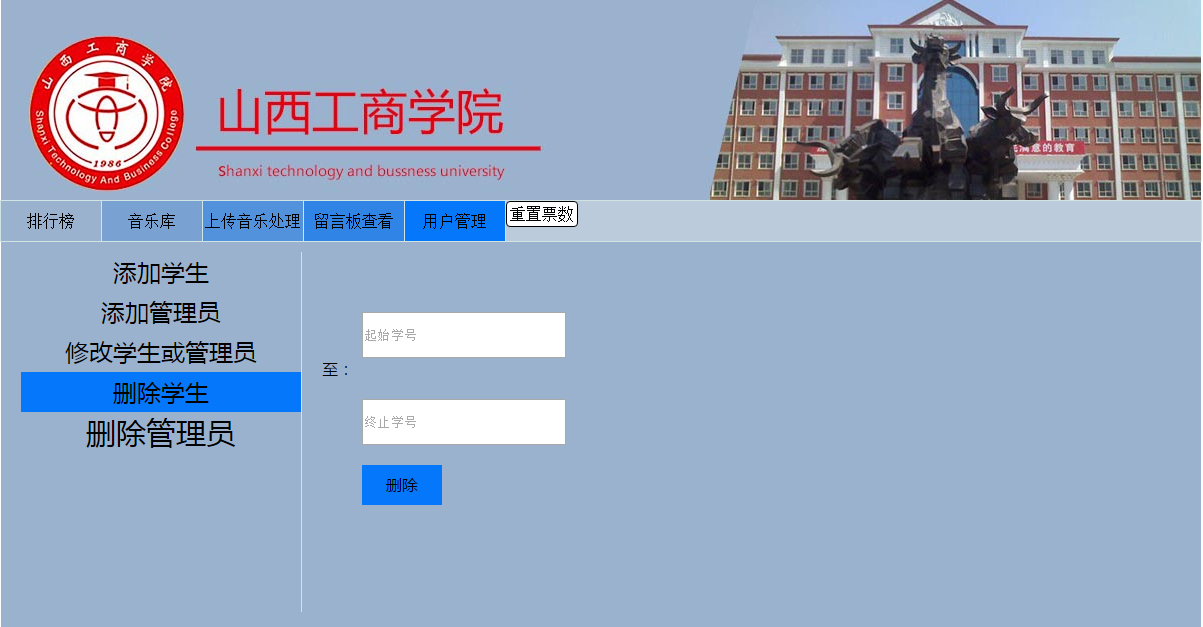 山西工商学院
Shanxi Technology And Business College
1986
山西工商学院
Shanxi technology and bussness university
意的教育
排行榜
音乐库
上传音乐处理
留言板查看
用户管理
重置票数
添加学生
添加管理员
修改学生或管理员
删除学生
删除管理员
起始学号
至：
终止学号
删除